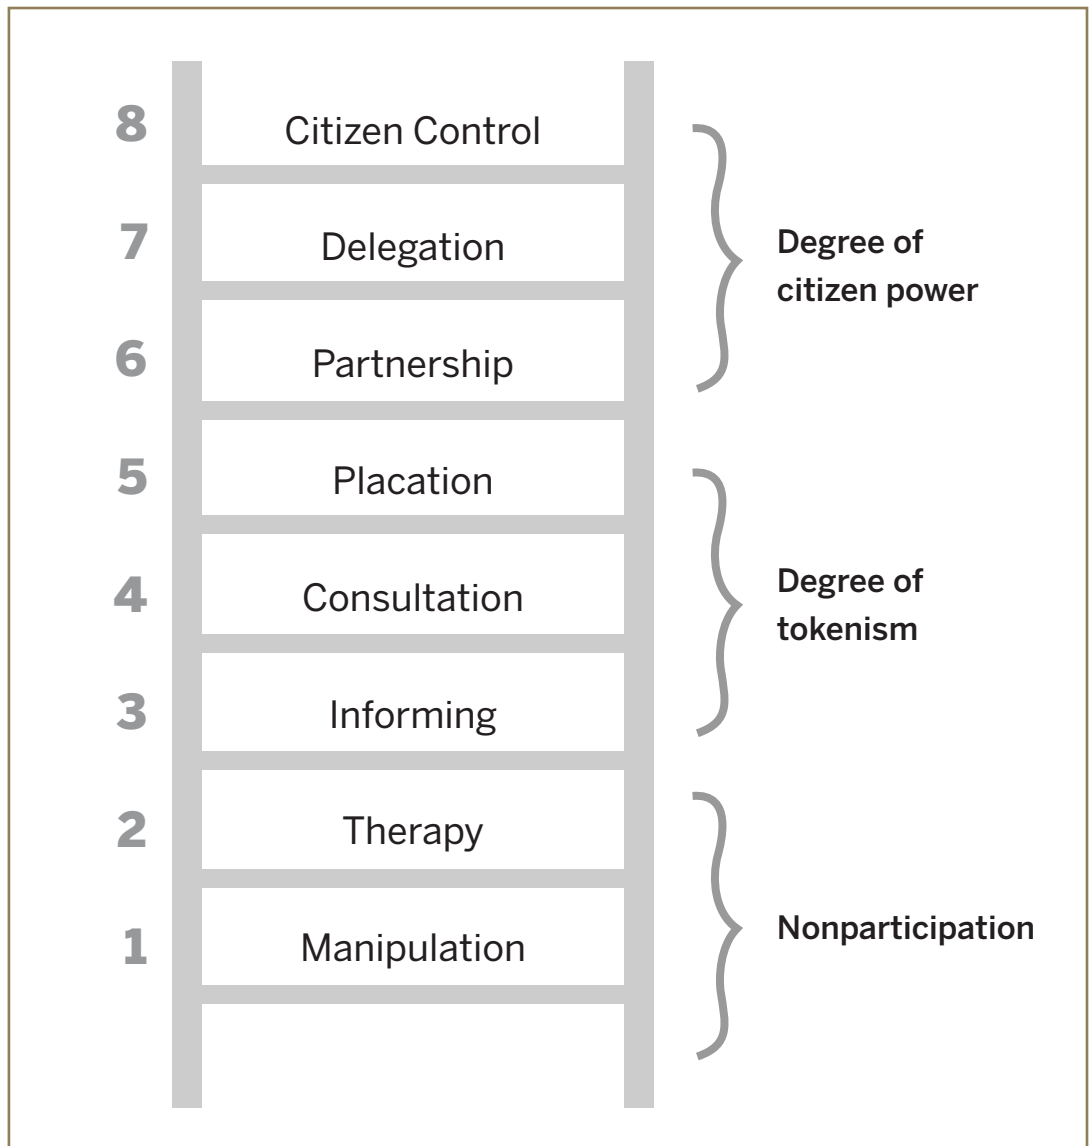 8 Citizen Control
7 Delegation
6 Partnership
Degree of
citizen power
5 Placation
4 Consultation
3 Informing
Degree of
tokenism
2 Therapy
1 Manipulation
Nonparticipation